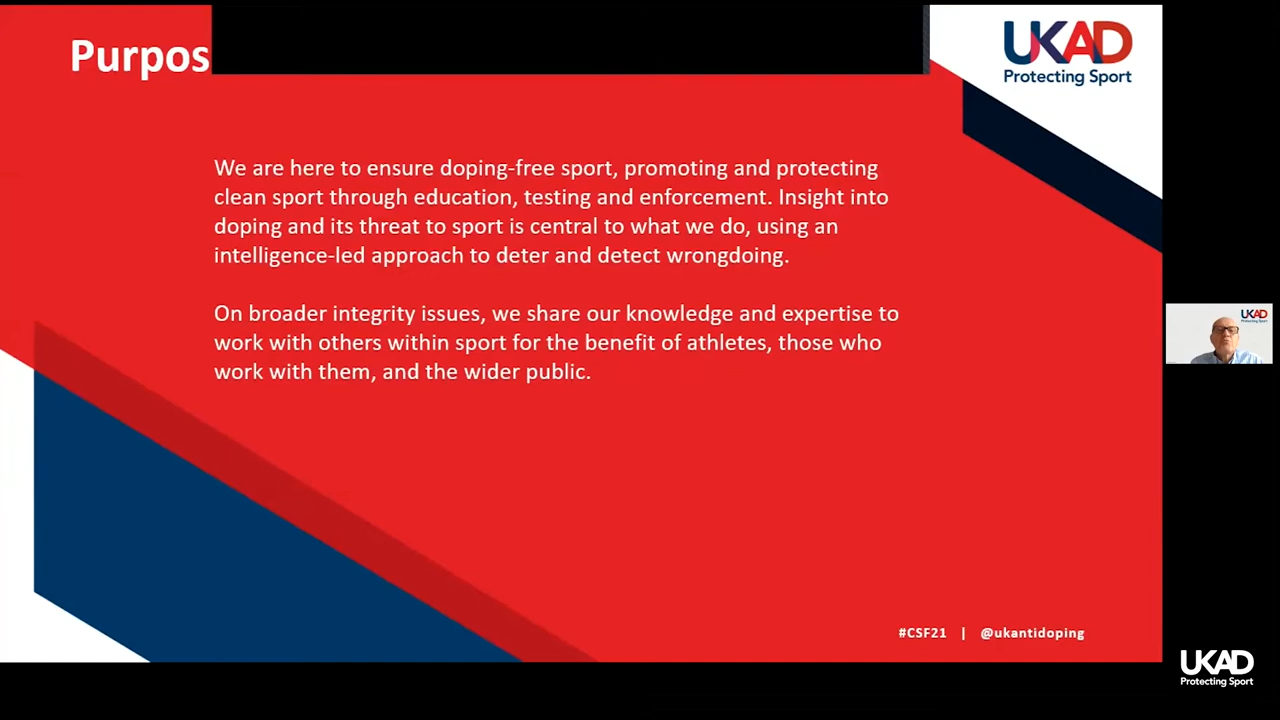 Purpos
UKAD
Protecting Sport
We are here to ensure doping-free sport, promoting and protecting
clean sport through education, testing and enforcement. Insight into
doping and its threat to sport is central to what we do, using an
intelligence-led approach to deter and detect wrongdoing.
On broader integrity issues, we share our knowledge and expertise to
work with others within sport for the benefit of athletes, those who
work with them, and the wider public.
UKAD
Protecting Sport
#CSF21 | @ukantidoping
UKAD
Protecting Sport